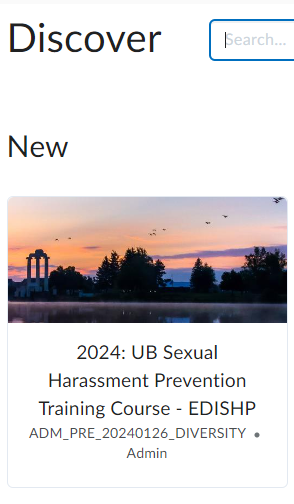 Discover
Search...
New
2024: UB Sexual
Harassment Prevention
Training Course - EDISHP
ADM_PRE_20240126_DIVERSITY •
Admin